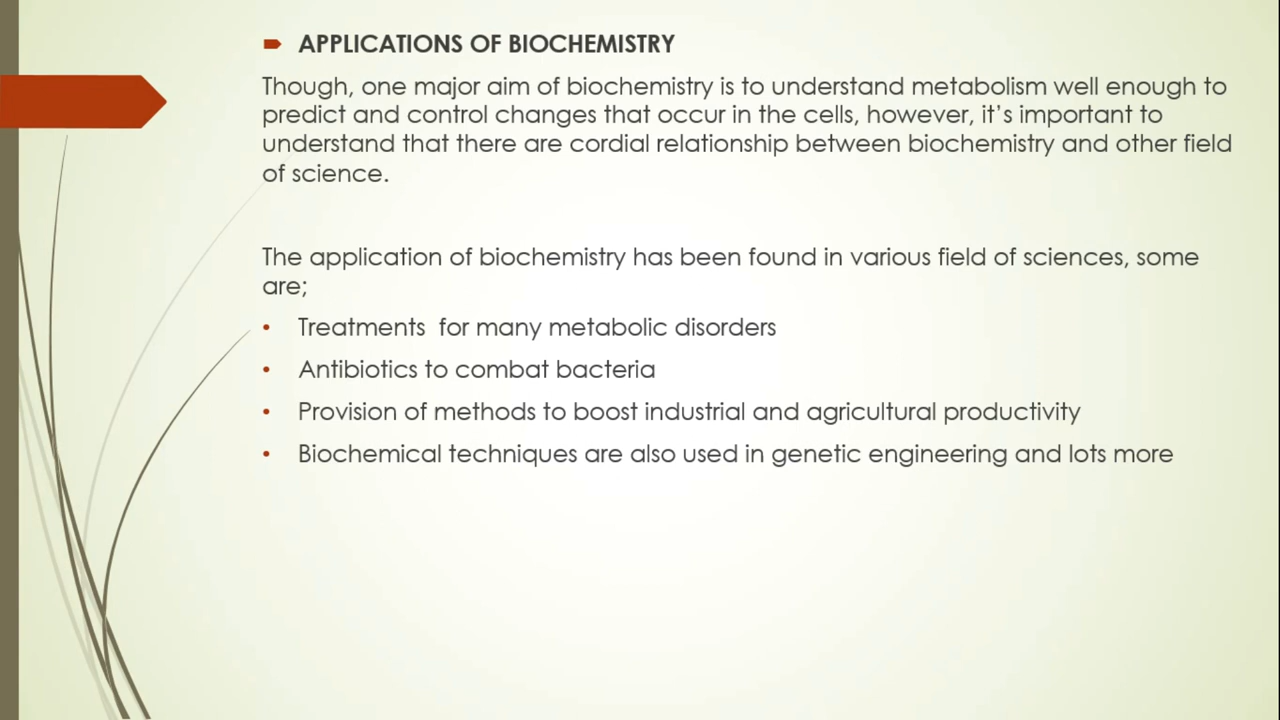 APPLICATIONS OF BIOCHEMISTRY
Though, one major aim of biochemistry is to understand metabolism well enough to
predict and control changes that occur in the cells, however, it’s important to
understand that there are cordial relationship between biochemistry and other field
of science.
The application of biochemistry has been found in various field of sciences, some
are;
• Treatments  for many metabolic disorders
• Antibiotics to combat bacteria
• Provision of methods to boost industrial and agricultural productivity
• Biochemical techniques are also used in genetic engineering and lots more